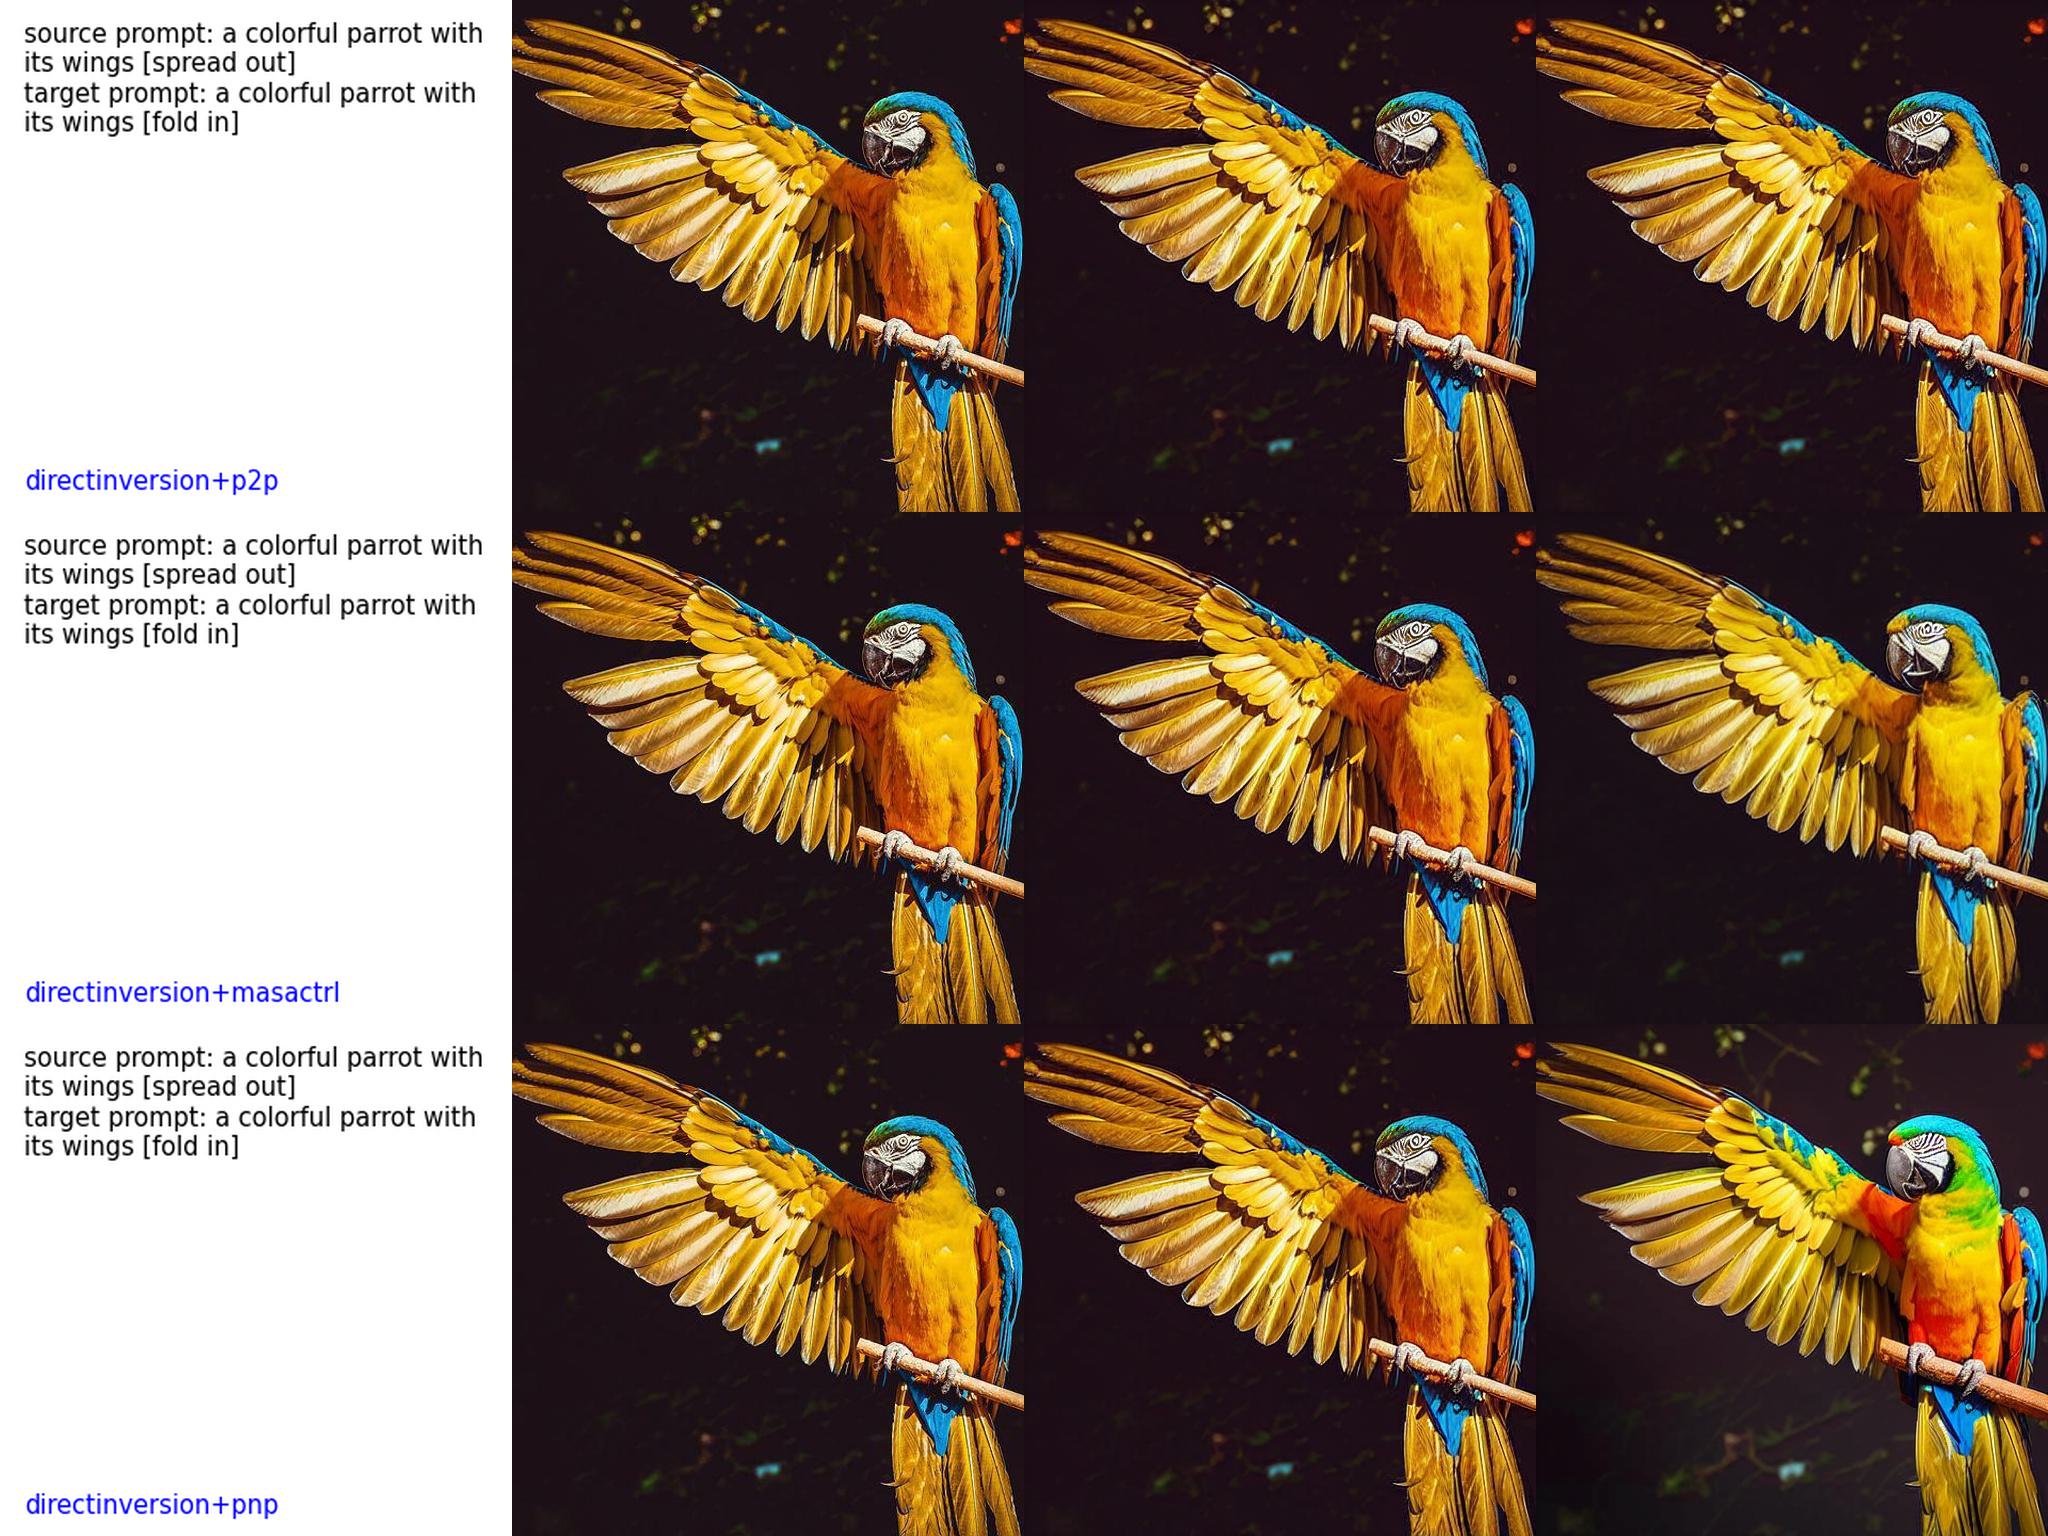 source prompt: a colorful parrot with
its wings [spread out]
target prompt: a colorful parrot with
its wings [fold in]
directinversion+p2p
source prompt: a colorful parrot with
its wings [spread out]
target prompt: a colorful parrot with
its wings [fold in]
directinversion+masactrl
source prompt: a colorful parrot with
its wings [spread out]
target prompt: a colorful parrot with
its wings [fold in]
directinversion+pnp